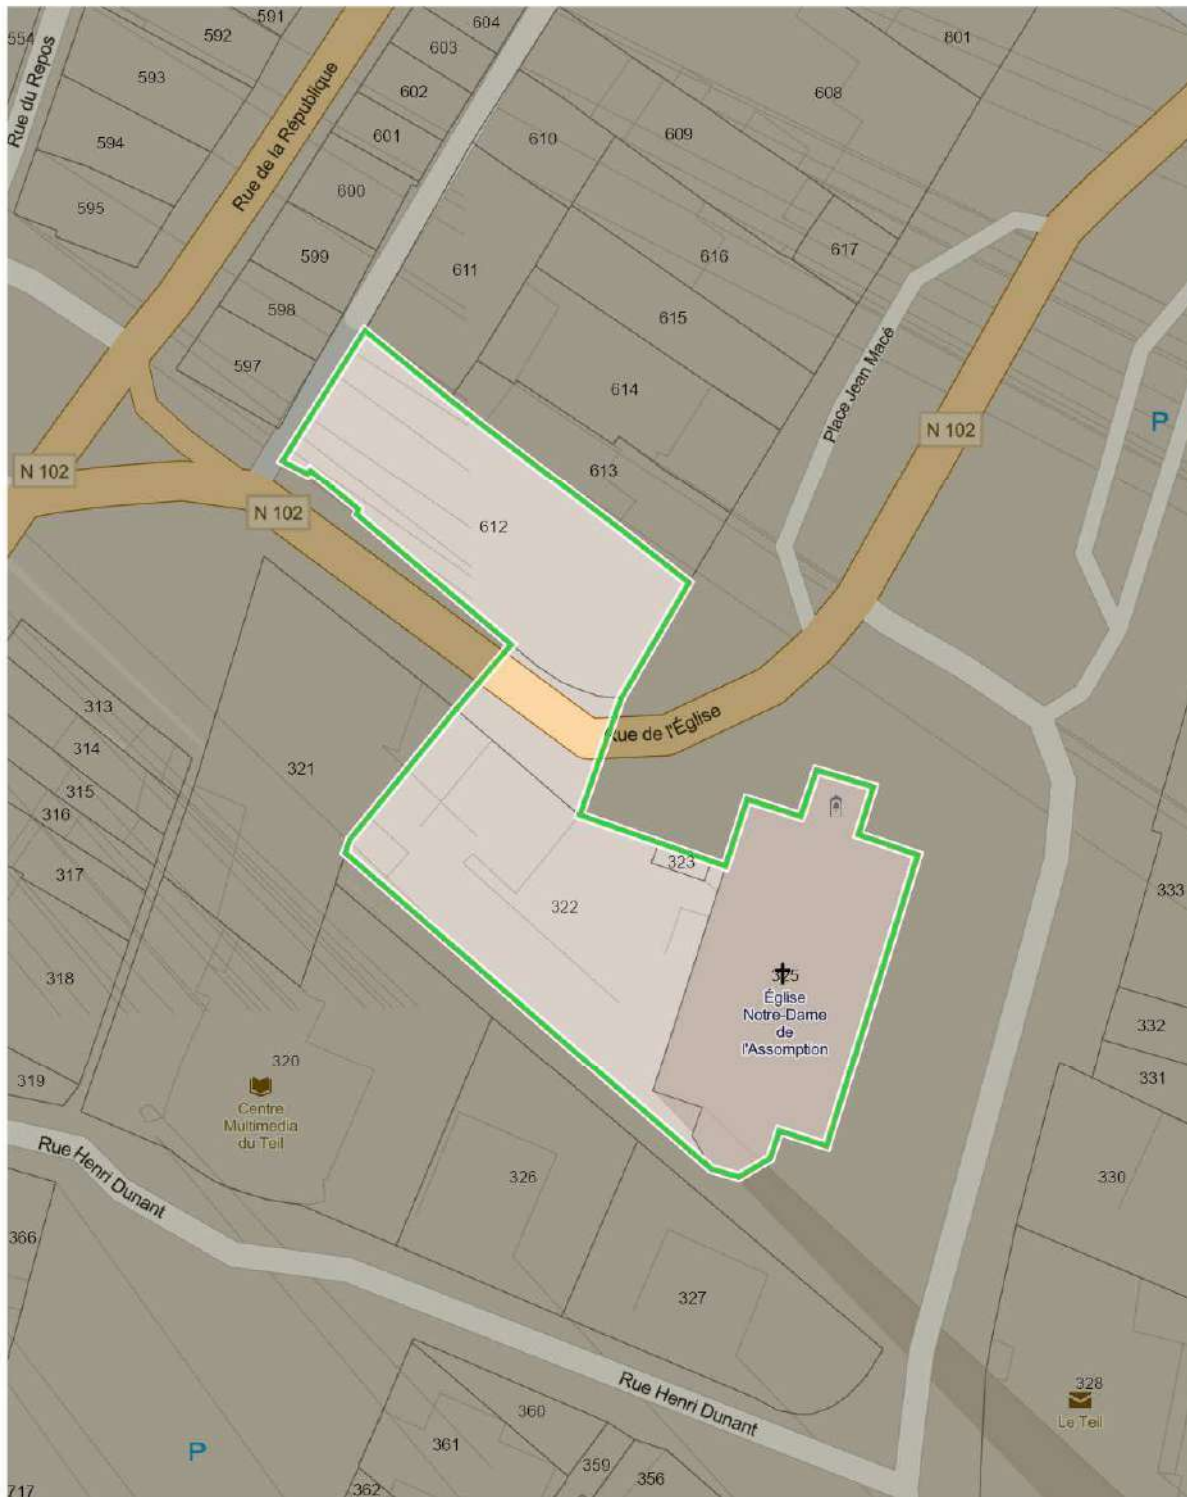 591
604
592
603
801
554
Rue du Repos
593
602
608
Rue de la République
601
610
609
594
600
595
599
611
616
617
598
615
Place Jean Macé
597
614
P
N 102
N 102
613
N 102
612
Rue de l'Église
313
314
321
315
316
317
323
333
322
318
325
Église
Notre-Dame
de
l'Assomption
332
320
319
331
Centre
Multimedia
du Teil
Rue Henri Dunant
326
330
366
327
328
Rue Henri Dunant
Le Teil
360
361
P
359
356
362
717